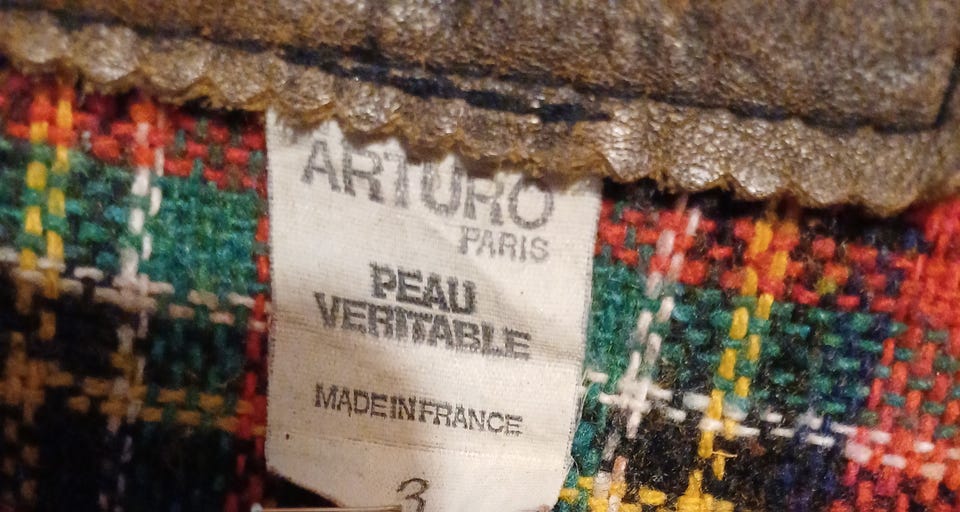 ARTURO
PARIS
PEAU
VERITABLE
MADE IN FRANCE
3